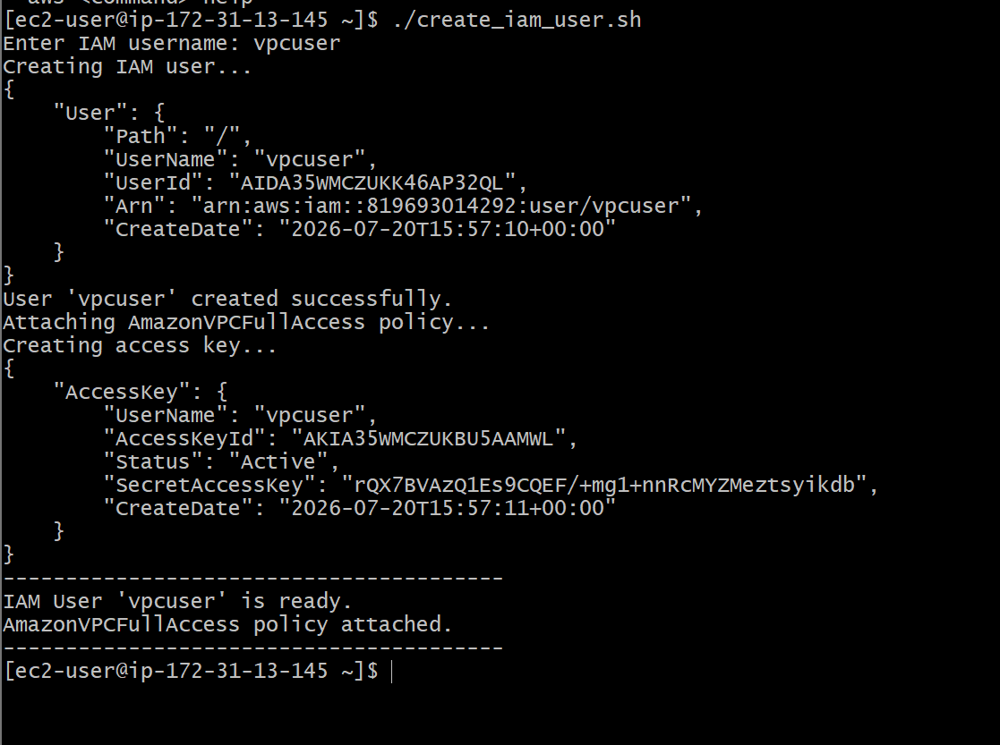 aws <command> help
[ec2-user@ip-172-31-13-145 ~]$ ./create_iam_user.sh
Enter IAM username: vpcuser
Creating IAM user...
{
    "User": {
        "Path": "/",
        "UserName": "vpcuser",
        "UserId": "AIDA35WMCZUKK46AP32QL",
        "Arn": "arn:aws:iam::819693014292:user/vpcuser",
        "CreateDate": "2026-07-20T15:57:10+00:00"
    }
}
User 'vpcuser' created successfully.
Attaching AmazonVPCFullAccess policy...
Creating access key...
{
    "AccessKey": {
        "UserName": "vpcuser",
        "AccessKeyId": "AKIA35WMCZUKBU5AAMWL",
        "Status": "Active",
        "SecretAccessKey": "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",
        "CreateDate": "2026-07-20T15:57:11+00:00"
    }
}
----------------------------------------
IAM User 'vpcuser' is ready.
AmazonVPCFullAccess policy attached.
----------------------------------------
[ec2-user@ip-172-31-13-145 ~]$